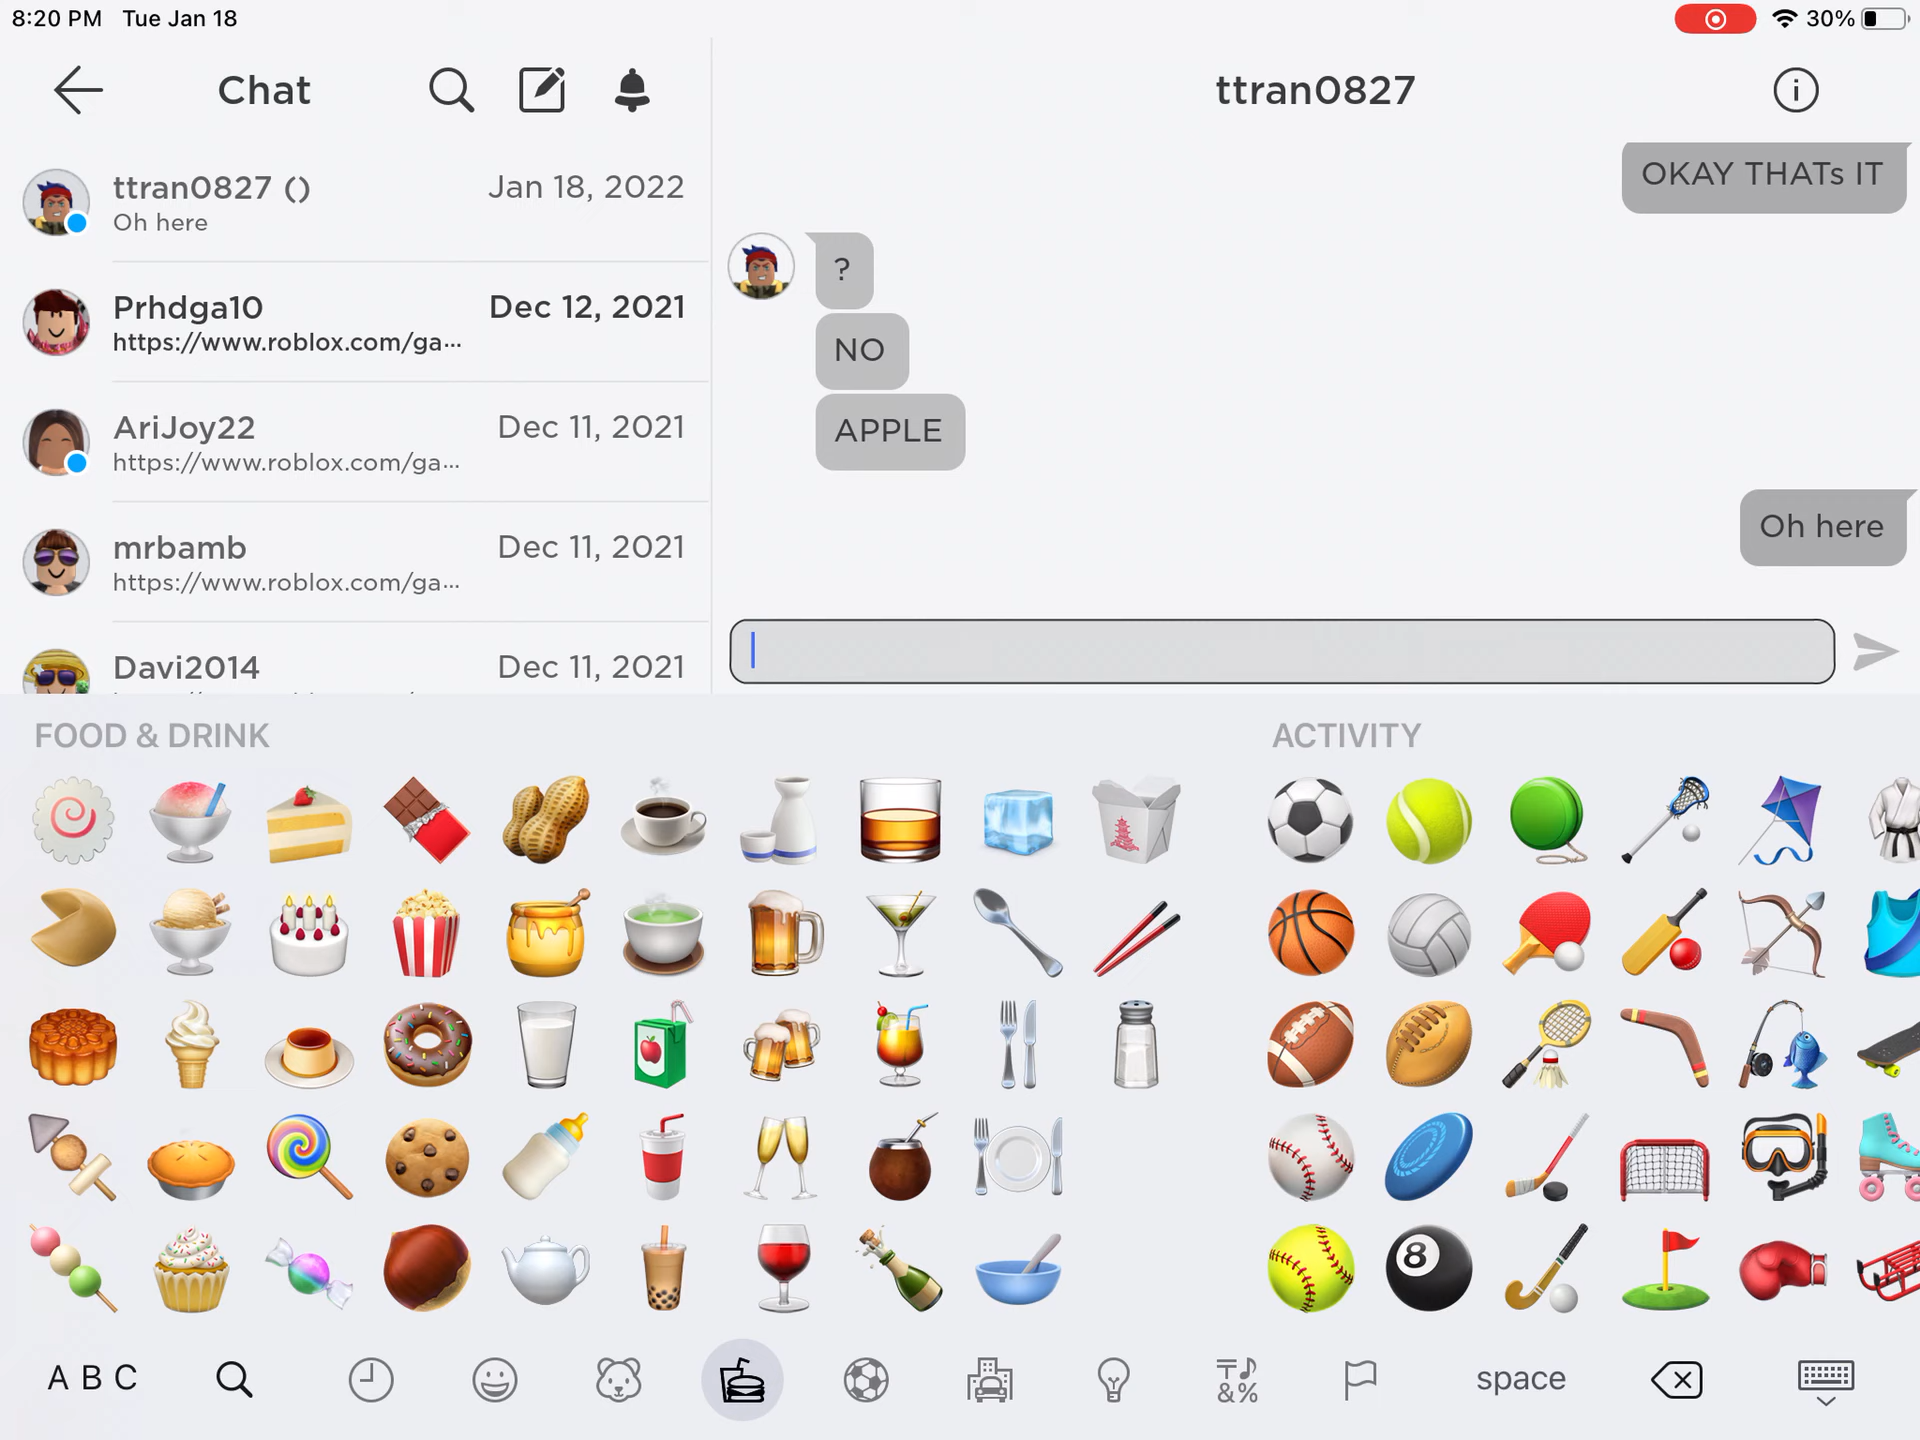 8:20 PM Tue Jan 18
30%
Chat
ttran0827 ()
Jan 18, 2022
Oh here
Prhdga10
Dec 12, 2021
https://www.roblox.com/ga...
AriJoy22
Dec 11, 2021
https://www.roblox.com/ga...
mrbamb
Dec 11, 2021
https://www.roblox.com/ga...
Davi2014
Dec 11, 2021
ttran0827
OKAY THATs IT
?
NO
APPLE
Oh here
FOOD & DRINK
ACTIVITY
8
ABC
&%
space